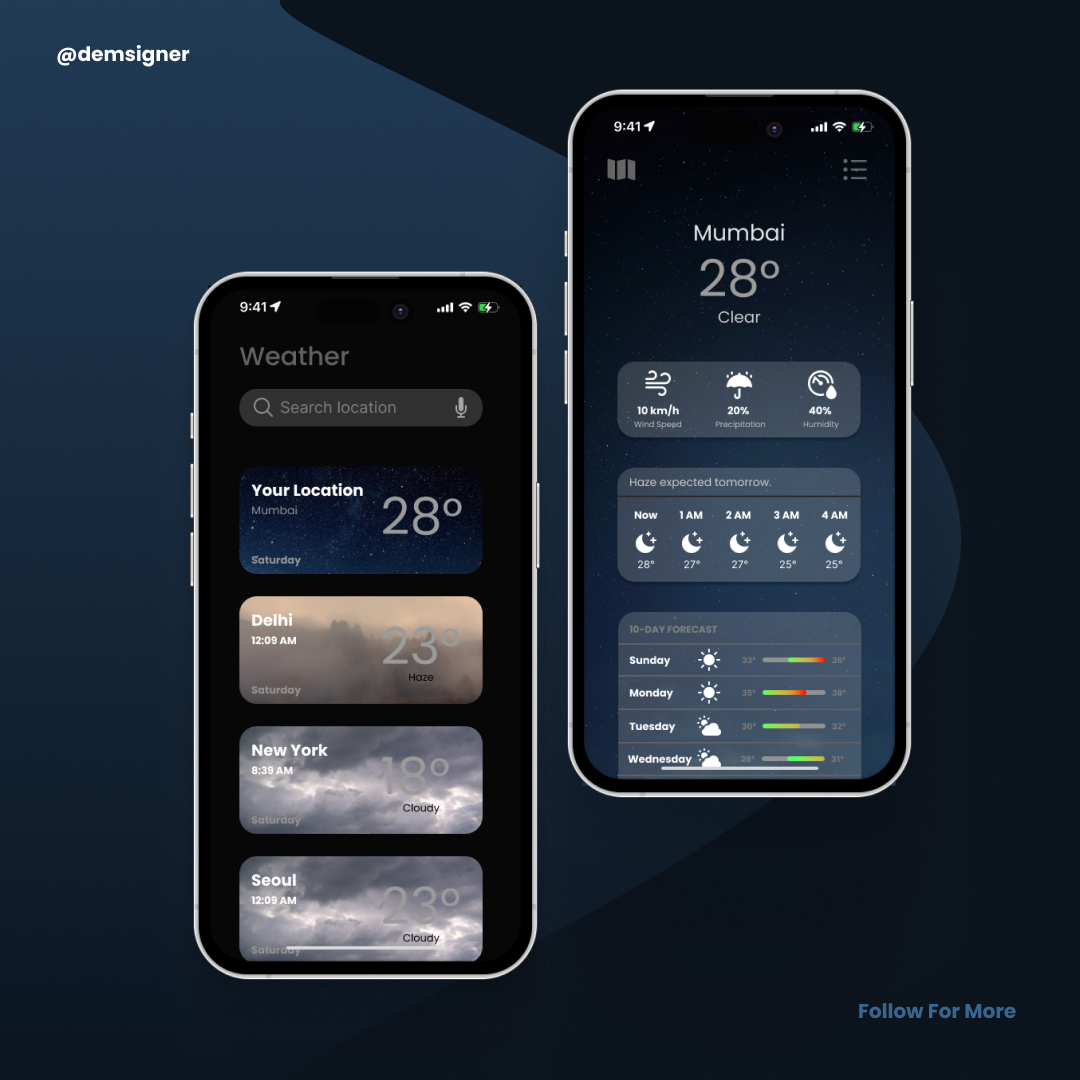 @demsigner
9:41
Weather
Search location
Your Location
Mumbai
28°
Saturday
Delhi
12:09 AM
23°
Haze
Saturday
New York
8:39 AM
18°
Cloudy
Saturday
Seoul
12:09 AM
23°
Cloudy
Saturday
9:41
Mumbai
28°
Clear
10 km/h 20% 40%
Wind Speed Precipitation Humidity
Haze expected tomorrow.
Now 1 AM 2 AM 3 AM 4 AM
28° 27° 27° 25° 25°
10-DAY FORECAST
Sunday 33° 36°
Monday 35° 38°
Tuesday 30° 32°
Wednesday 28° 31°
Follow For More